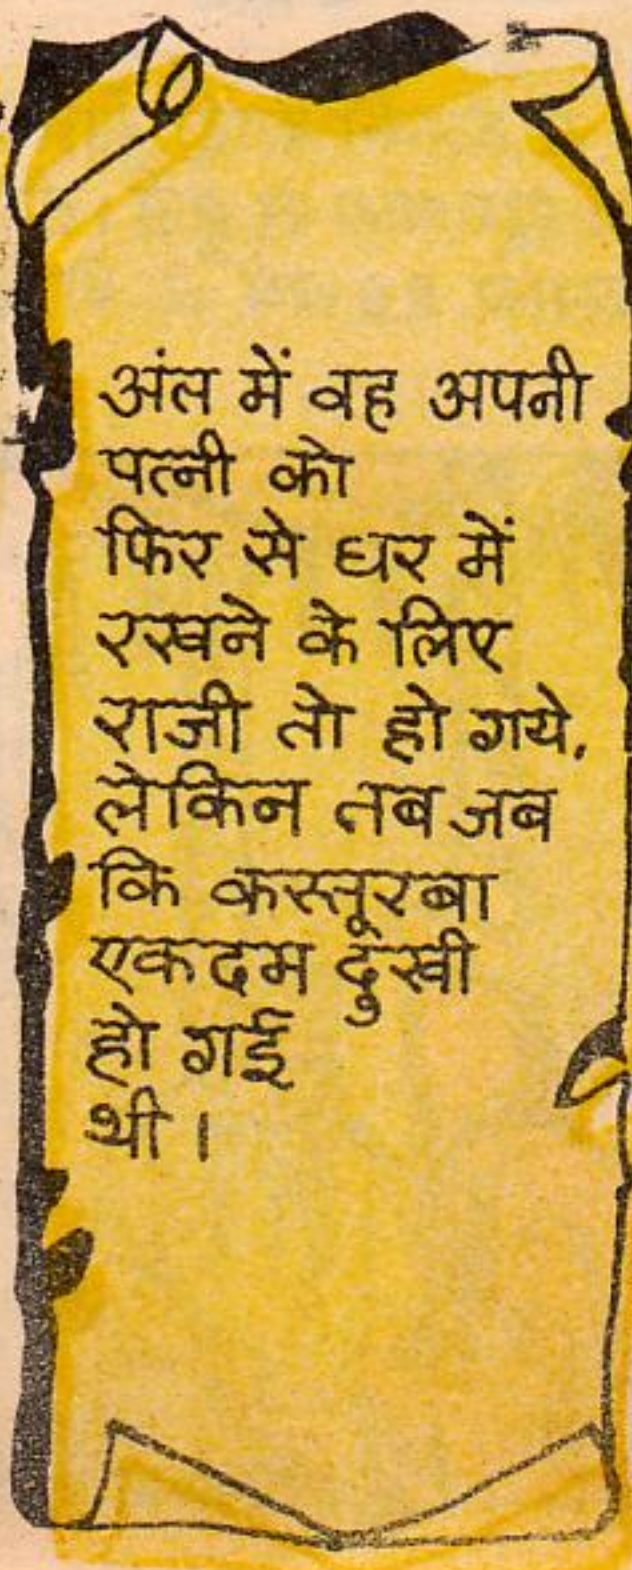 अंत में वह अपनी
पत्नी को
फिर से घर में
रखने के लिए
राजी तो हो गये,
लेकिन तब जब
कि कस्तूरबा
एकदम दुखी
हो गई
थी।